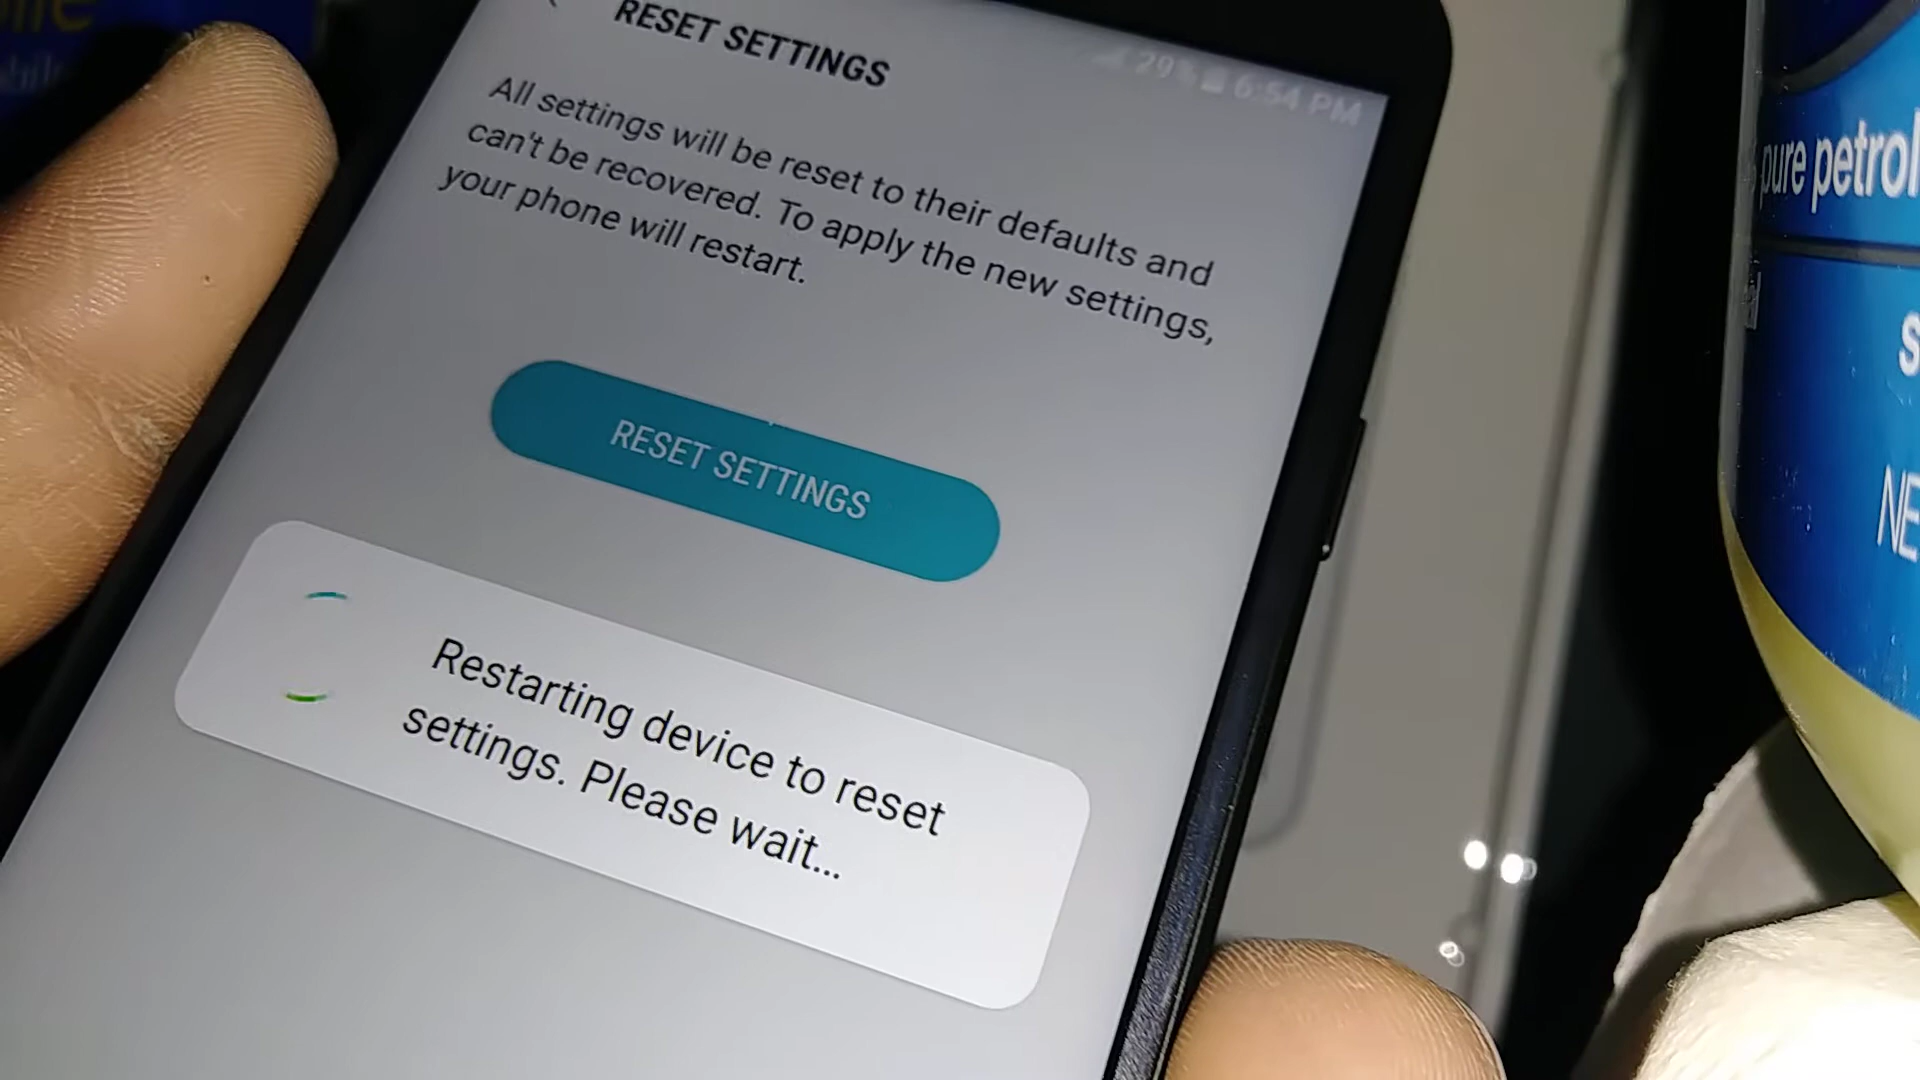 RESET SETTINGS
29% 6:54 PM
All settings will be reset to their defaults and
can't be recovered. To apply the new settings,
your phone will restart.
RESET SETTINGS
Restarting device to reset
settings. Please wait...
pure petrol
S
NE